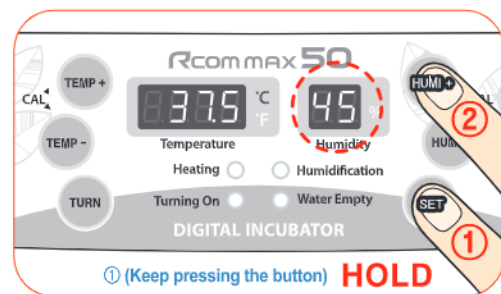 Rcom max 50
TEMP +
HUMI +
CAL
37.5 °C
°F
45
②
TEMP −
Temperature
Humidity
HUM
Heating
Humidification
TURN
Turning On
Water Empty
SET
DIGITAL INCUBATOR
①
① (Keep pressing the button) HOLD